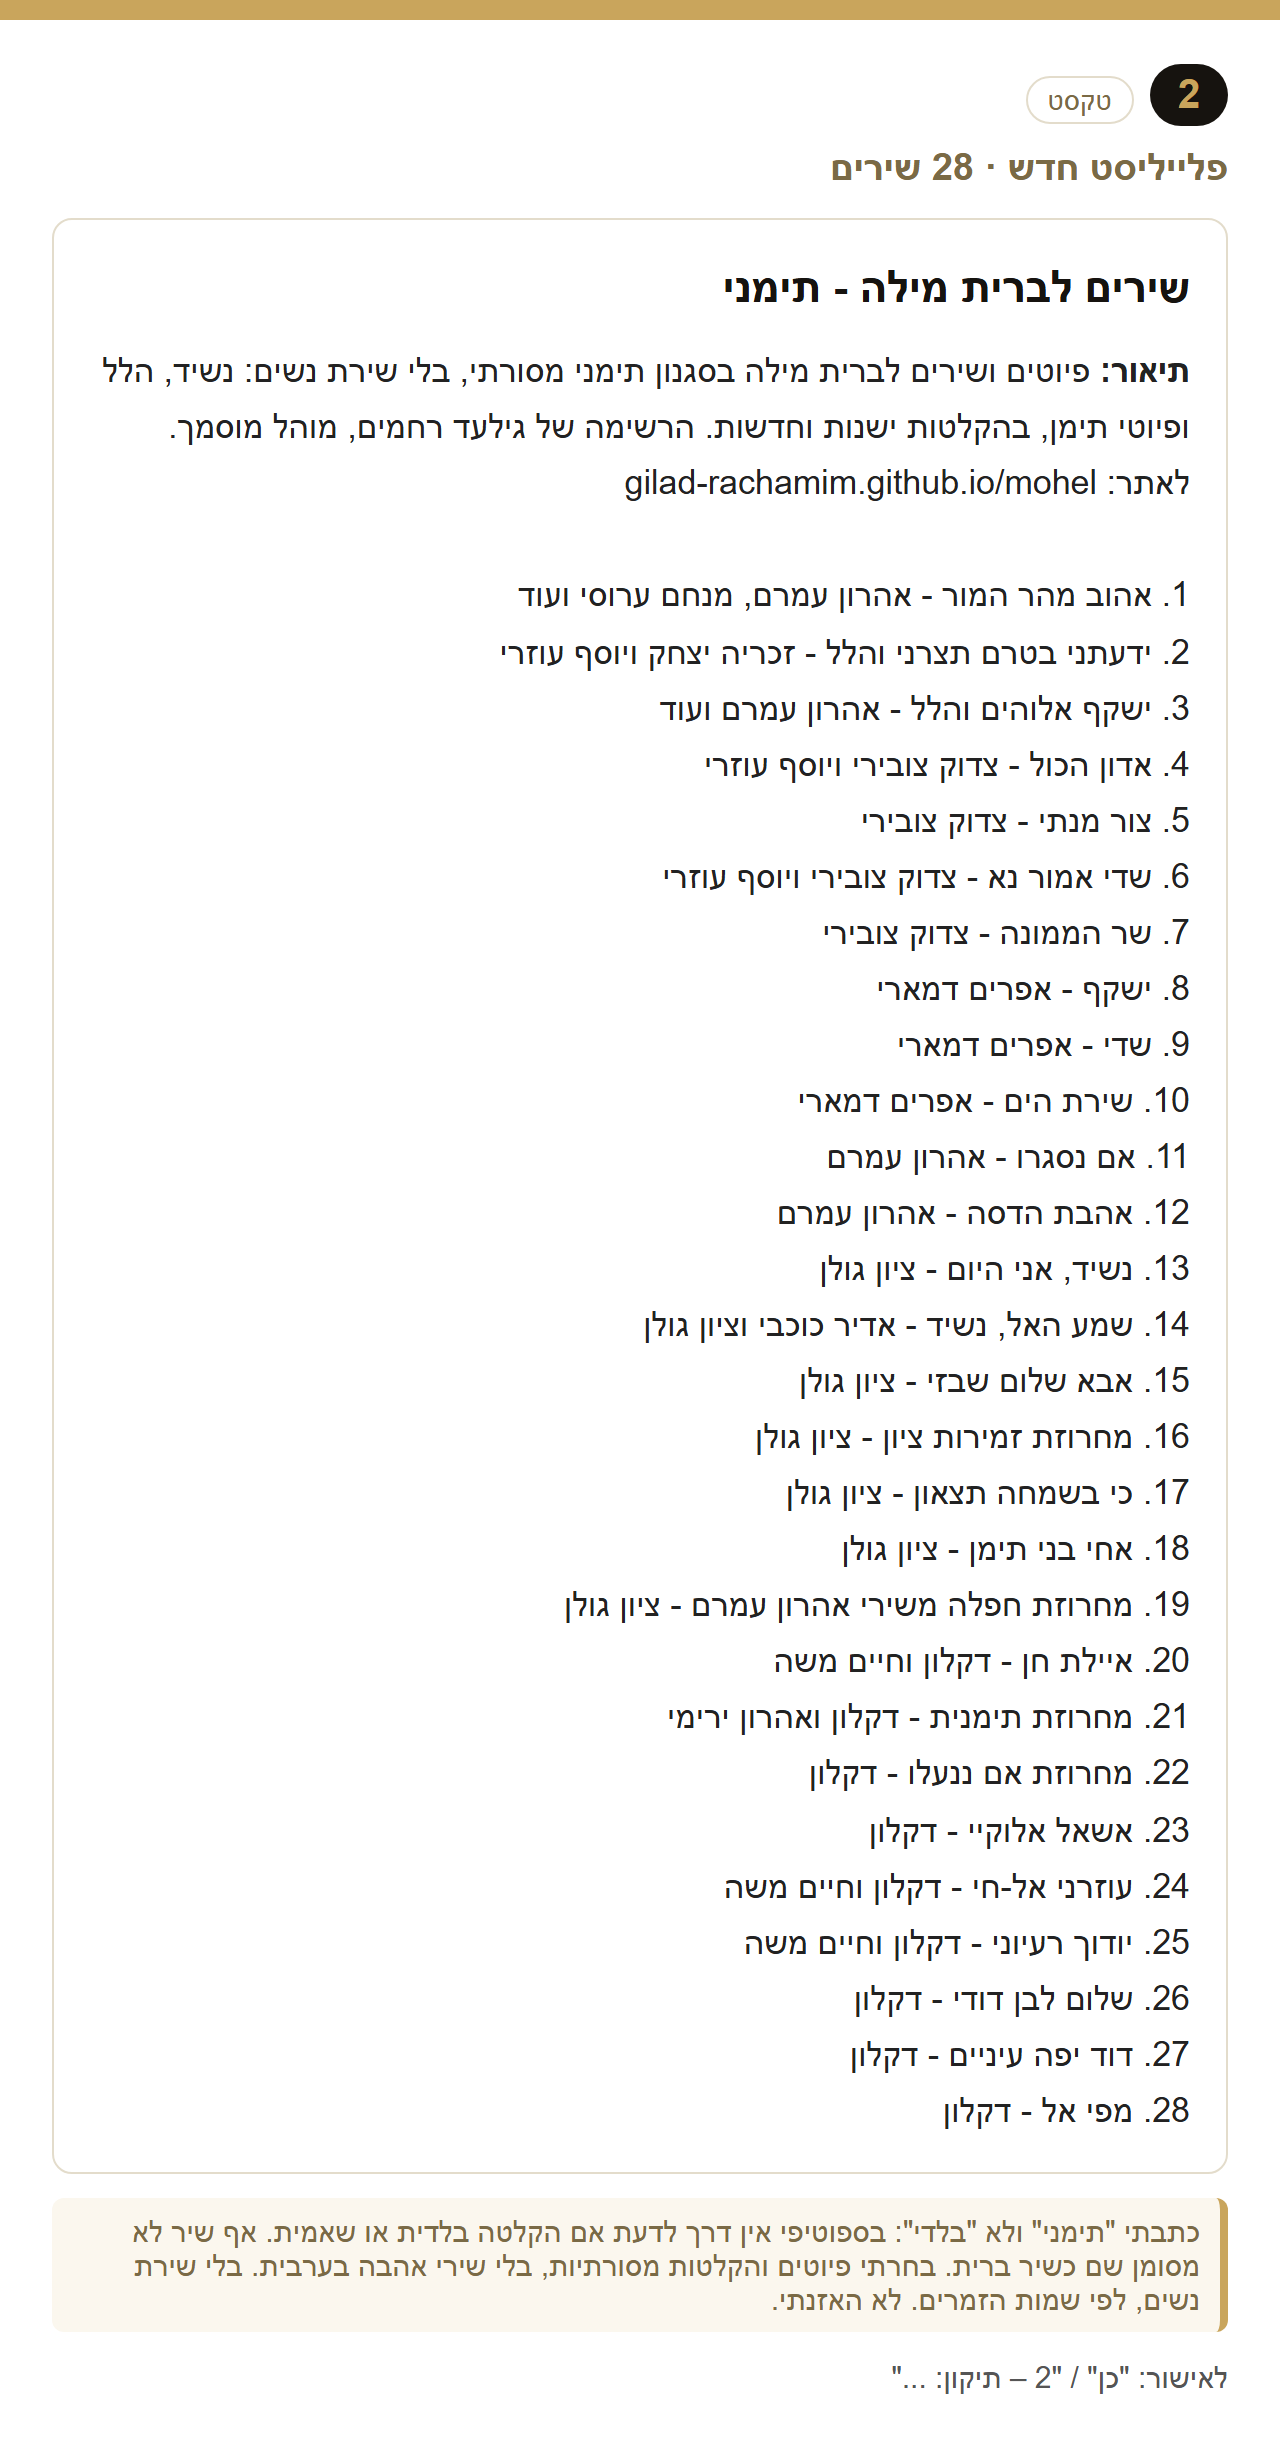 2
טקסט
פלייליסט חדש · 28 שירים
שירים לברית מילה - תימני
תיאור: פיוטים ושירים לברית מילה בסגנון תימני מסורתי, בלי שירת נשים: נשיד, הלל
ופיוטי תימן, בהקלטות ישנות וחדשות. הרשימה של גילעד רחמים, מוהל מוסמך.
לאתר: gilad-rachamim.github.io/mohel
1. אהוב מהר המור - אהרון עמרם, מנחם ערוסי ועוד
2. ידעתני בטרם תצרני והלל - זכריה יצחק ויוסף עוזרי
3. ישקף אלוהים והלל - אהרון עמרם ועוד
4. אדון הכול - צדוק צובירי ויוסף עוזרי
5. צור מנתי - צדוק צובירי
6. שדי אמור נא - צדוק צובירי ויוסף עוזרי
7. שר הממונה - צדוק צובירי
8. ישקף - אפרים דמארי
9. שדי - אפרים דמארי
10. שירת הים - אפרים דמארי
11. אם נסגרו - אהרון עמרם
12. אהבת הדסה - אהרון עמרם
13. נשיד, אני היום - ציון גולן
14. שמע האל, נשיד - אדיר כוכבי וציון גולן
15. אבא שלום שבזי - ציון גולן
16. מחרוזת זמירות ציון - ציון גולן
17. כי בשמחה תצאון - ציון גולן
18. אחי בני תימן - ציון גולן
19. מחרוזת חפלה משירי אהרון עמרם - ציון גולן
20. איילת חן - דקלון וחיים משה
21. מחרוזת תימנית - דקלון ואהרון ירימי
22. מחרוזת אם ננעלו - דקלון
23. אשאל אלוקיי - דקלון
24. עוזרני אל-חי - דקלון וחיים משה
25. יודוך רעיוני - דקלון וחיים משה
26. שלום לבן דודי - דקלון
27. דוד יפה עיניים - דקלון
28. מפי אל - דקלון
כתבתי "תימני" ולא "בלדי": בספוטיפי אין דרך לדעת אם הקלטה בלדית או שאמית. אף שיר לא
מסומן שם כשיר ברית. בחרתי פיוטים והקלטות מסורתיות, בלי שירי אהבה בערבית. בלי שירת
נשים, לפי שמות הזמרים. לא האזנתי.
לאישור: "כן" / "2 – תיקון: ..."